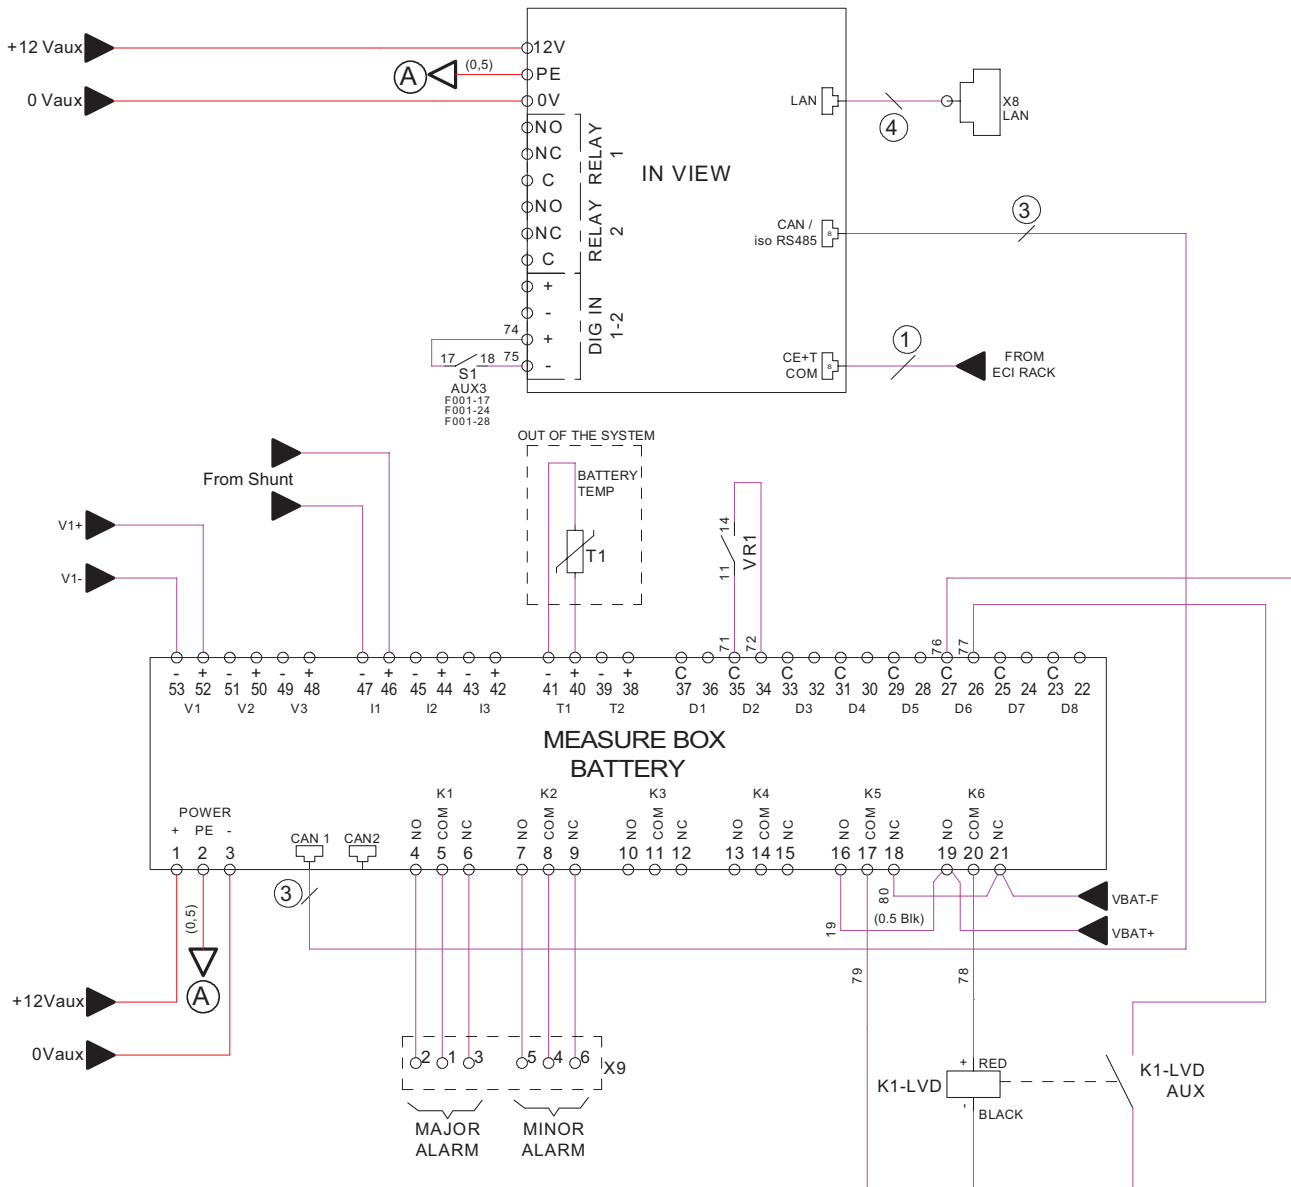 +12 Vaux
12V
(0,5)
A
PE
0 Vaux
0V
LAN
4
X8
LAN
NO
NC
C
RELAY
1
IN VIEW
NO
NC
C
RELAY
2
CAN /
iso RS485
8
3
+
-
+
-
DIG IN
1-2
74
75
17
18
S1
AUX3
F001-17
F001-24
F001-28
CE+T
COM
8
1
FROM
ECI RACK
OUT OF THE SYSTEM
BATTERY
TEMP
T1
From Shunt
V1+
V1-
14
11
VR1
71
72
76
77
- + - + - + - + - + - + - + - + C C C C C C C C
53 52 51 50 49 48 47 46 45 44 43 42 41 40 39 38 37 36 35 34 33 32 31 30 29 28 27 26 25 24 23 22
V1 V2 V3 I1 I2 I3 T1 T2 D1 D2 D3 D4 D5 D6 D7 D8
MEASURE BOX
BATTERY
POWER
+ PE -
1 2 3
CAN 1
CAN2
K1 K2 K3 K4 K5 K6
NO COM NC NO COM NC NO COM NC NO COM NC NO COM NC NO COM NC
4 5 6 7 8 9 10 11 12 13 14 15 16 17 18 19 20 21
3
(0,5)
A
80
(0.5 Blk)
19
VBAT-F
VBAT+
79
78
+12Vaux
0Vaux
2 1 3 5 4 6
X9
MAJOR
ALARM
MINOR
ALARM
+ RED
K1-LVD
- BLACK
K1-LVD
AUX